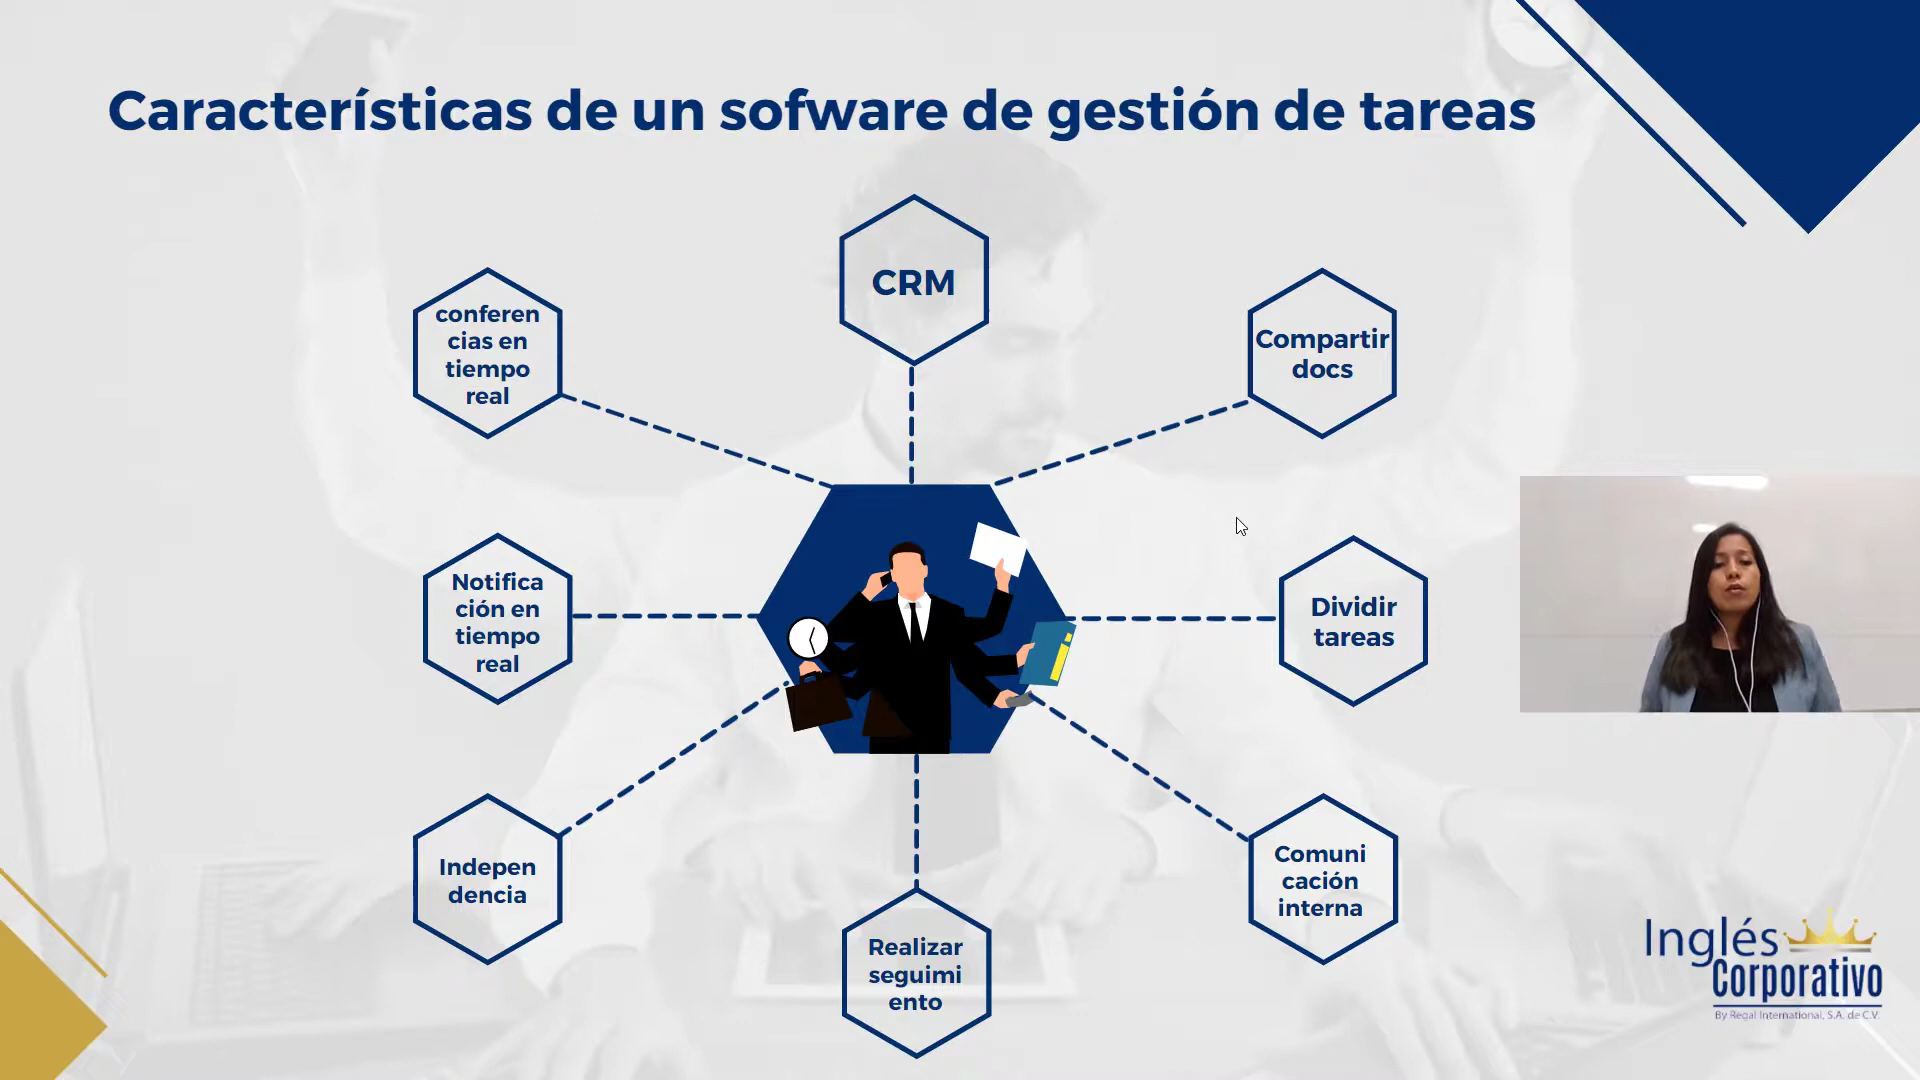 Características de un sofware de gestión de tareas
CRM
conferen
cias en
tiempo
real
Compartir
docs
Notifica
ción en
tiempo
real
Dividir
tareas
Indepen
dencia
Realizar
seguimi
ento
Comuni
cación
interna
Inglés
Corporativo
By Regal International, S.A. de C.V.